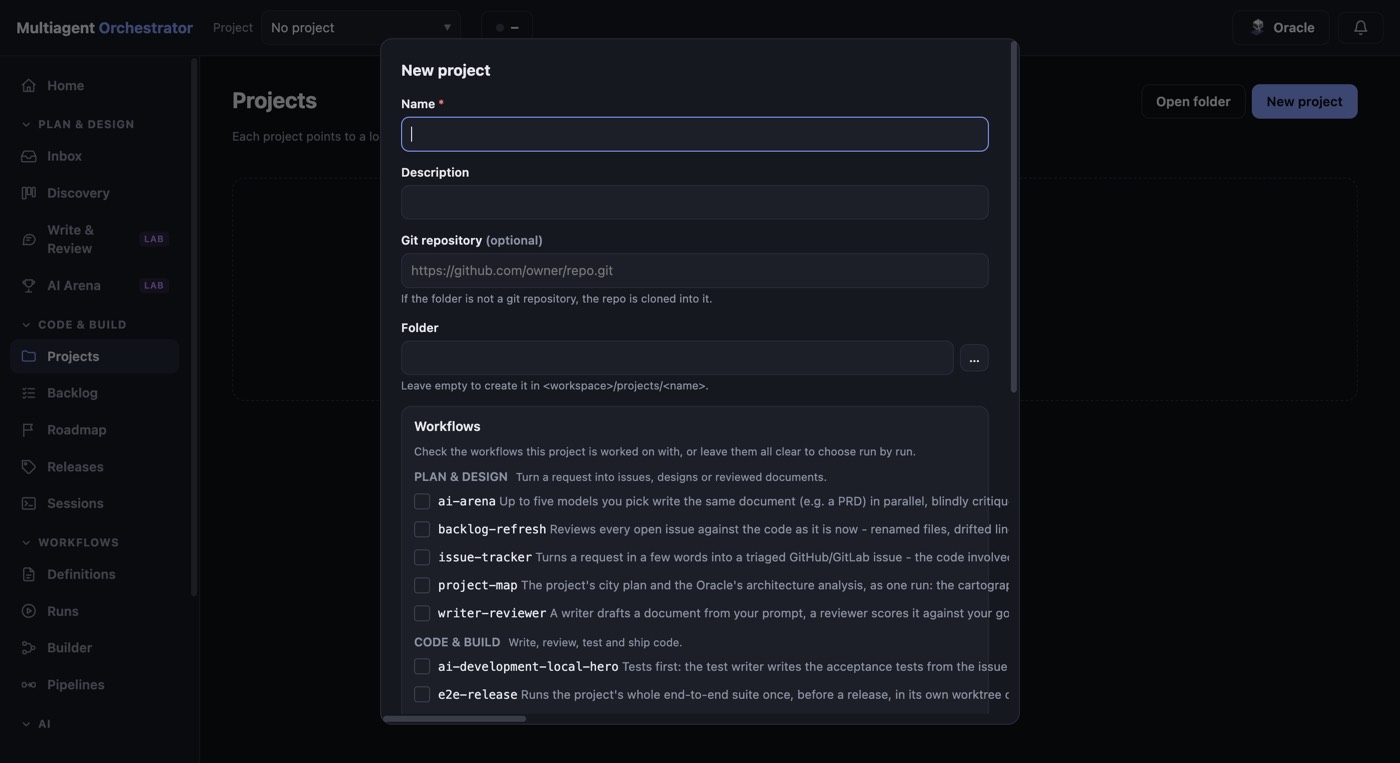 Multiagent Orchestrator
Project
No project
–
Oracle
Home
PLAN & DESIGN
Inbox
Discovery
Write &
Review
LAB
AI Arena
LAB
CODE & BUILD
Projects
Backlog
Roadmap
Releases
Sessions
WORKFLOWS
Definitions
Runs
Builder
Pipelines
AI
Projects
Each project points to a lo
Open folder
New project
New project
Name *
Description
Git repository (optional)
https://github.com/owner/repo.git
If the folder is not a git repository, the repo is cloned into it.
Folder
...
Leave empty to create it in <workspace>/projects/<name>.
Workflows
Check the workflows this project is worked on with, or leave them all clear to choose run by run.
PLAN & DESIGN Turn a request into issues, designs or reviewed documents.
ai-arena Up to five models you pick write the same document (e.g. a PRD) in parallel, blindly critiqu
backlog-refresh Reviews every open issue against the code as it is now - renamed files, drifted lin
issue-tracker Turns a request in a few words into a triaged GitHub/GitLab issue - the code involve
project-map The project's city plan and the Oracle's architecture analysis, as one run: the cartograp
writer-reviewer A writer drafts a document from your prompt, a reviewer scores it against your go
CODE & BUILD Write, review, test and ship code.
ai-development-local-hero Tests first: the test writer writes the acceptance tests from the issue
e2e-release Runs the project's whole end-to-end suite once, before a release, in its own worktree